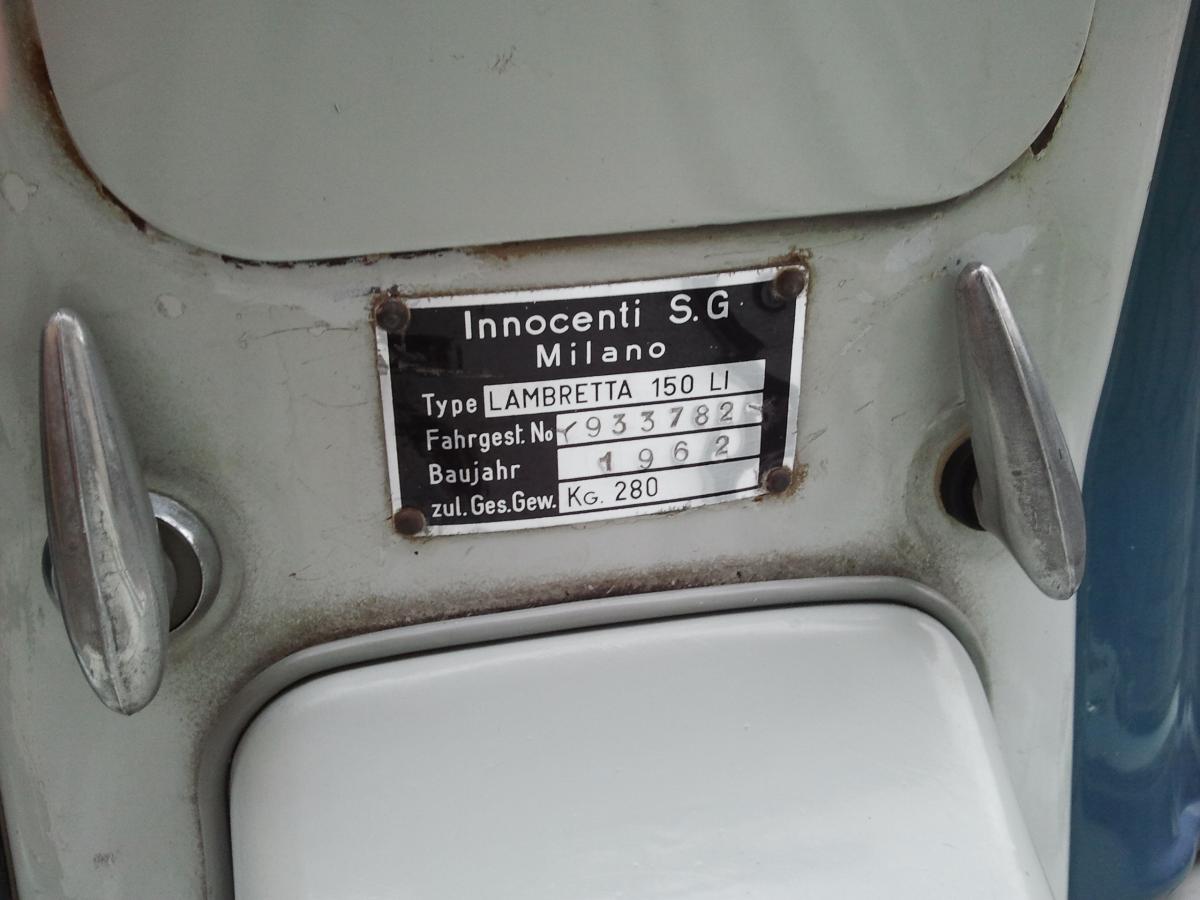 Innocenti S.G
Milano
Type LAMBRETTA 150 LI
Fahrgest. No 933782
Baujahr 1962
zul. Ges. Gew. KG. 280